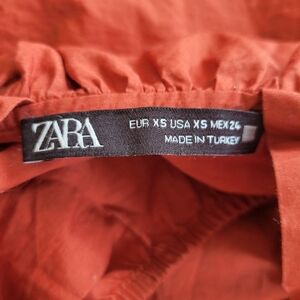 ZARA
EUR XS USA XS MEX 24
MADE IN TURKEY